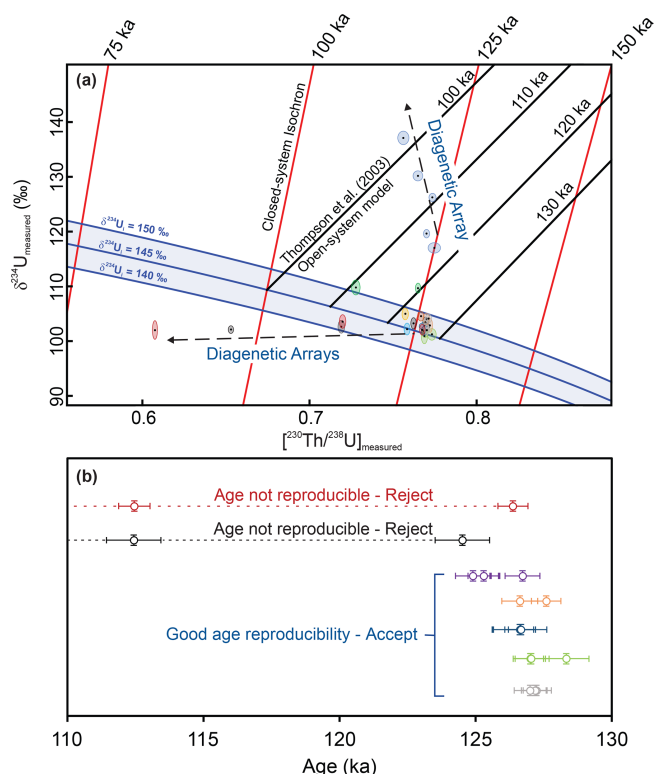 75 ka
100 ka
125 ka
150 ka
(a)
100 ka
110 ka
120 ka
130 ka
Closed-system Isochron
Thompson et al. (2003)
Open-system model
Diagenetic Array
δ²³⁴Uᵢ = 150 ‰
δ²³⁴Uᵢ = 145 ‰
δ²³⁴Uᵢ = 140 ‰
Diagenetic Arrays
140
130
120
110
100
90
δ²³⁴U measured (‰)
0.6
0.7
0.8
[²³⁰Th/²³⁸U] measured
(b)
Age not reproducible - Reject
Age not reproducible - Reject
Good age reproducibility - Accept
110
115
120
125
130
Age (ka)